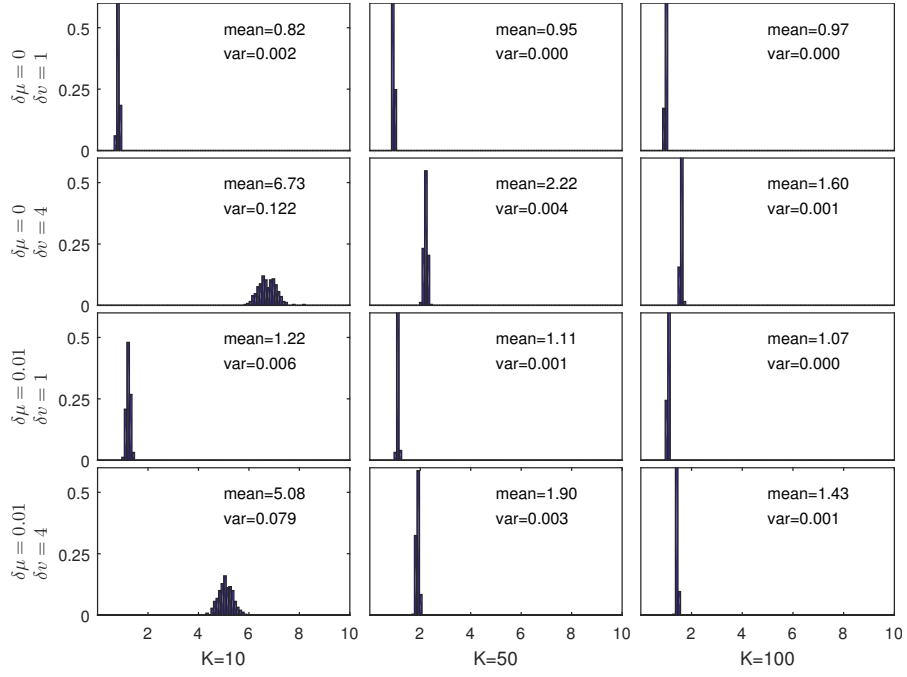 0.5
0.25
0
δμ = 0
δv = 1
mean=0.82
var=0.002
mean=0.95
var=0.000
mean=0.97
var=0.000
0.5
0.25
0
δμ = 0
δv = 4
mean=6.73
var=0.122
mean=2.22
var=0.004
mean=1.60
var=0.001
0.5
0.25
0
δμ = 0.01
δv = 1
mean=1.22
var=0.006
mean=1.11
var=0.001
mean=1.07
var=0.000
0.5
0.25
0
δμ = 0.01
δv = 4
mean=5.08
var=0.079
mean=1.90
var=0.003
mean=1.43
var=0.001
2 4 6 8 10
2 4 6 8 10
2 4 6 8 10
K=10
K=50
K=100